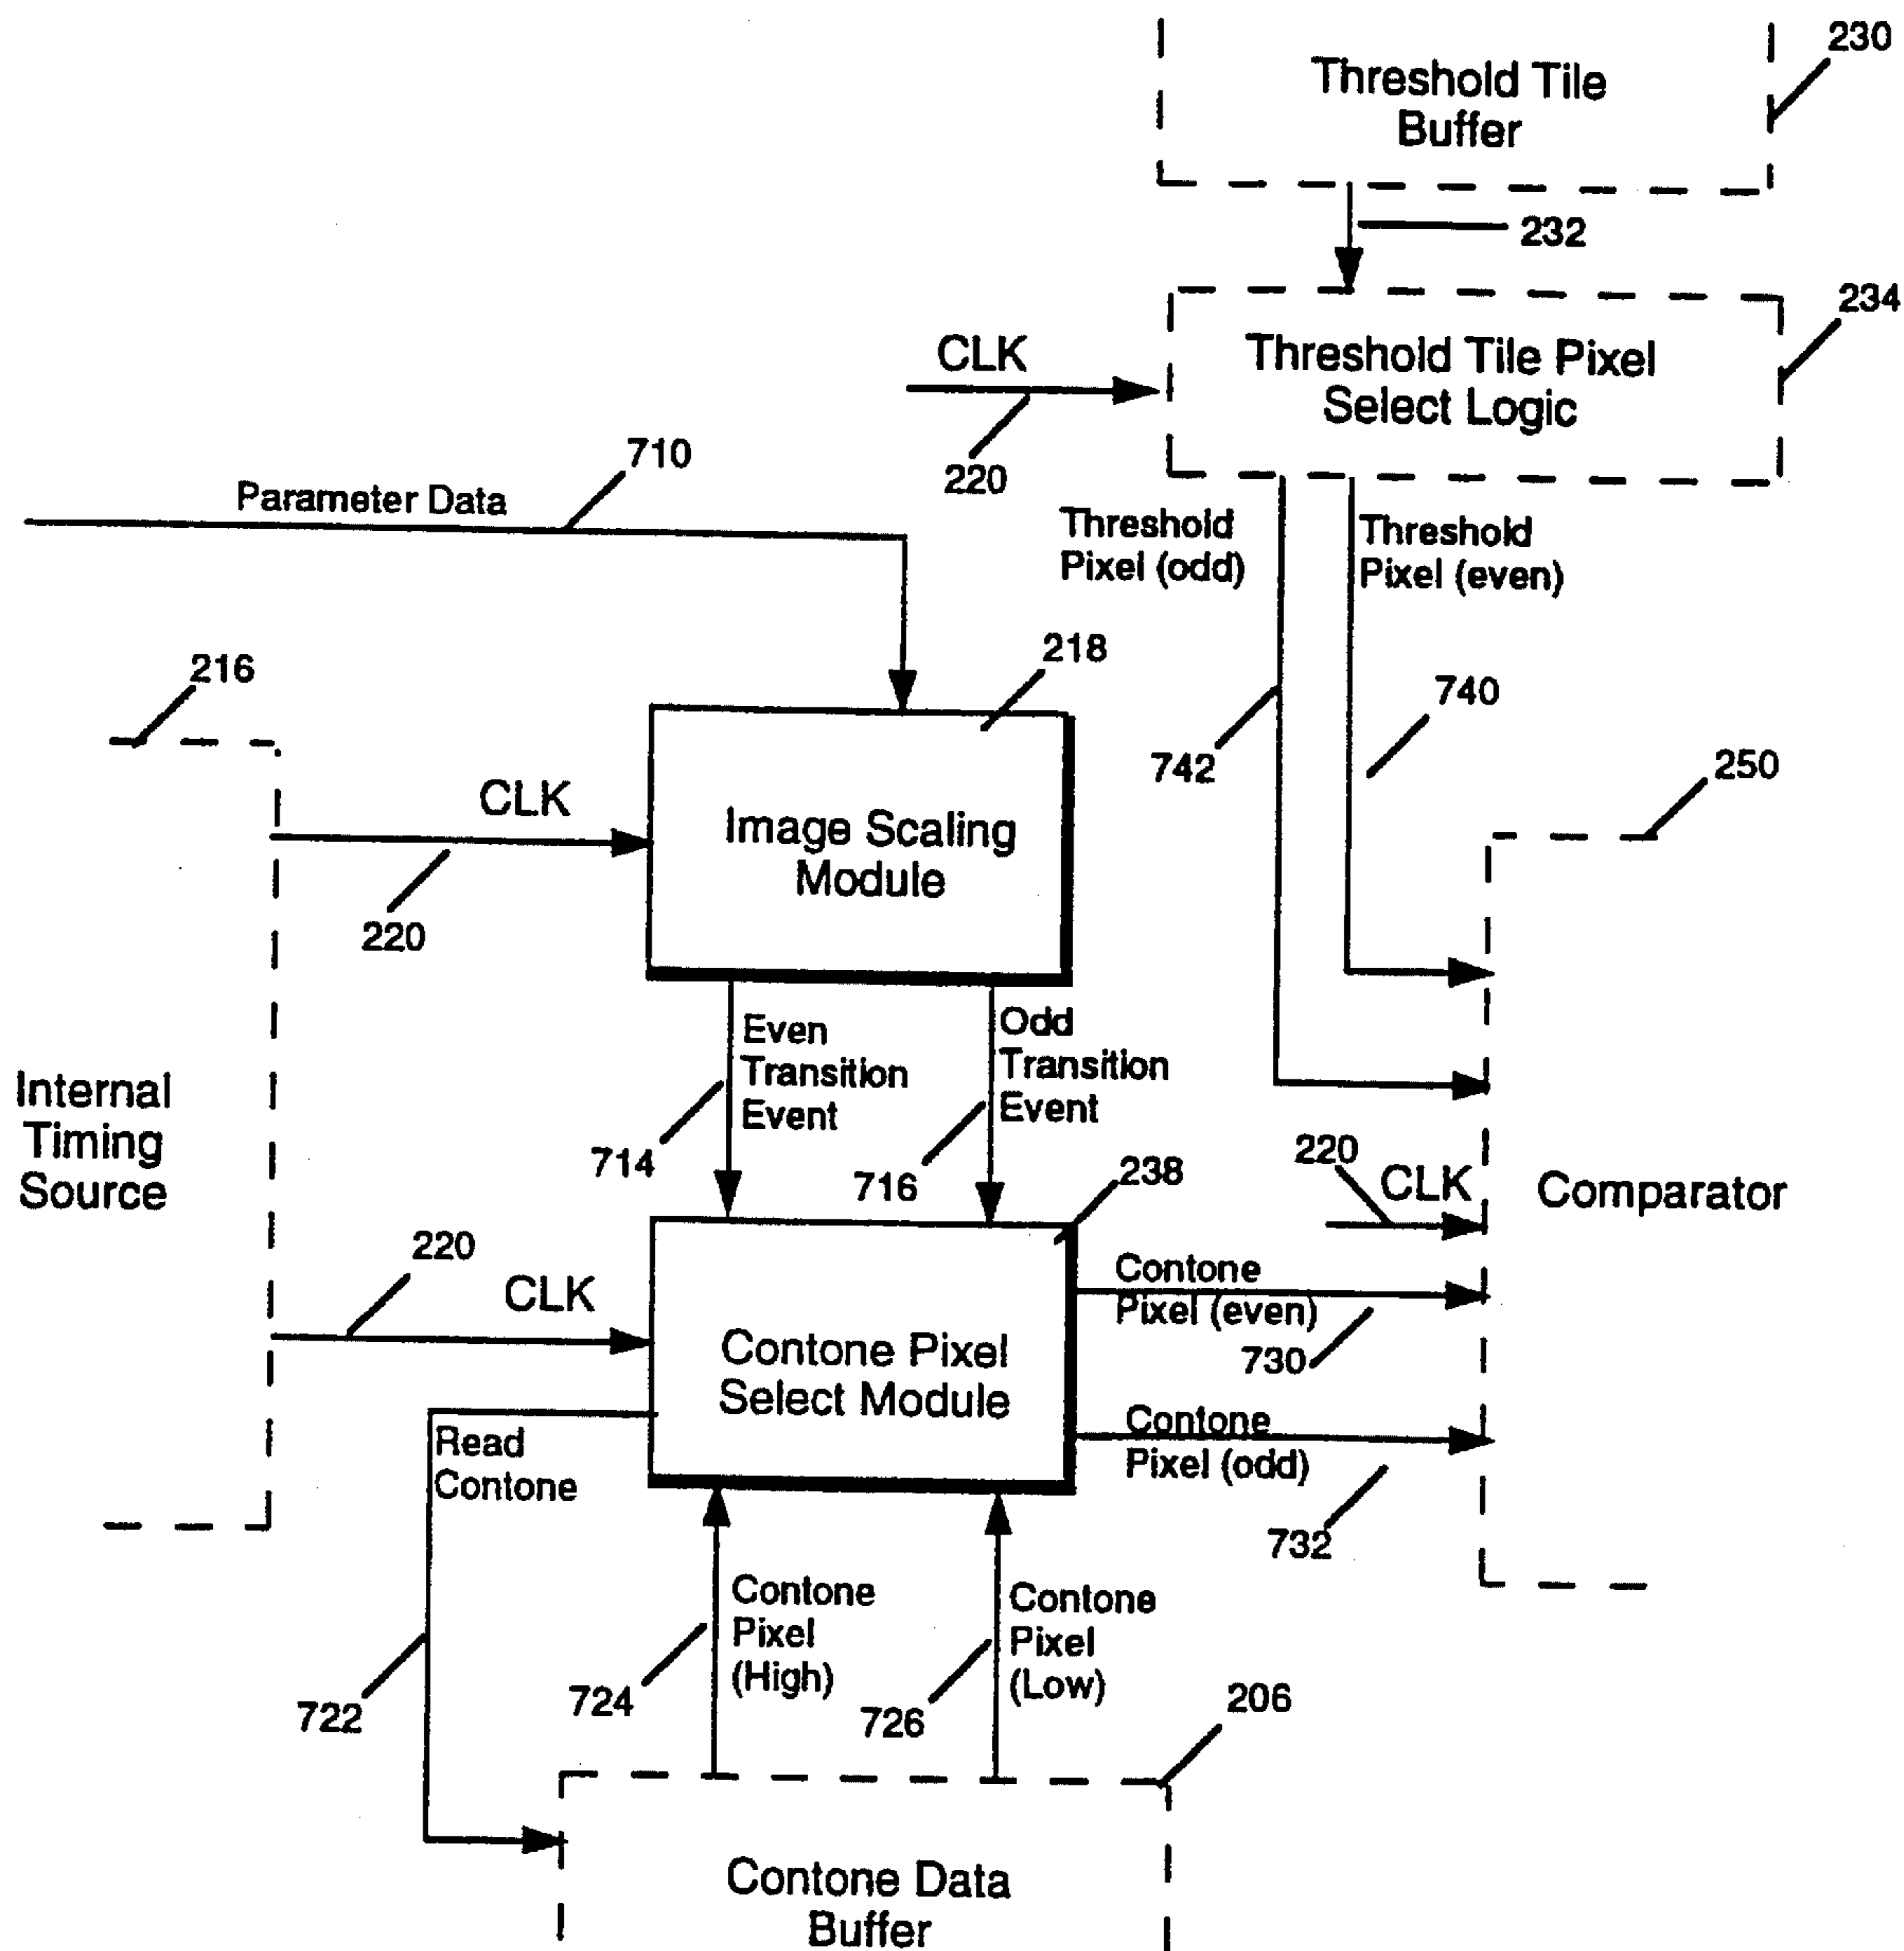 230
Threshold Tile
Buffer
232
234
CLK
Threshold Tile Pixel
Select Logic
220
710
Parameter Data
Threshold
Pixel (odd)
Threshold
Pixel (even)
216
218
742
740
250
CLK
Image Scaling
Module
220
Even
Transition
Event
Odd
Transition
Event
714
716
Internal
Timing
Source
238
220
CLK
Comparator
220
CLK
Contone
Pixel (even)
730
Contone Pixel
Select Module
Contone
Pixel (odd)
732
Read
Contone
Contone
Pixel
(High)
Contone
Pixel
(Low)
722
724
726
206
Contone Data
Buffer